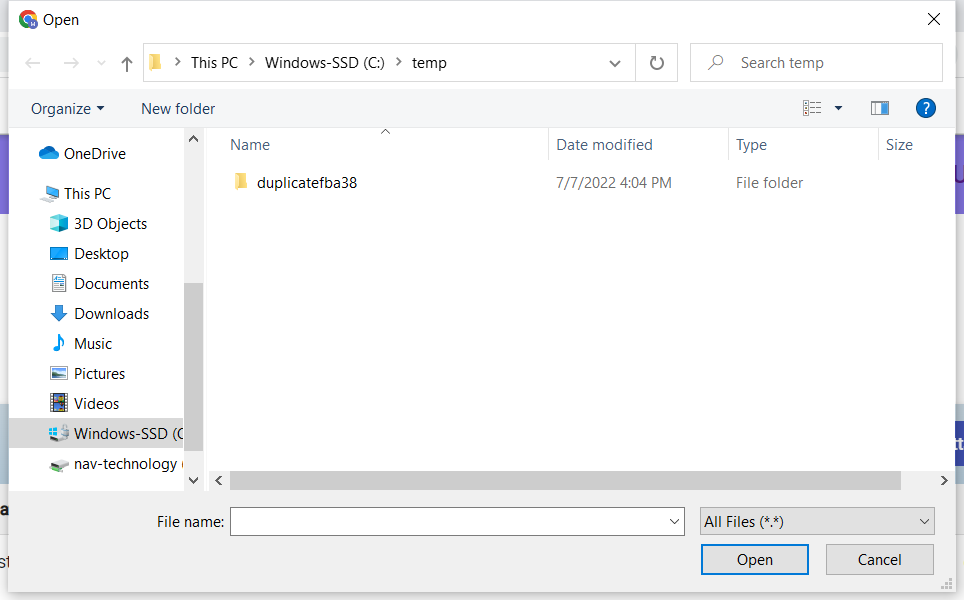 Open
This PC Windows-SSD (C:) temp
Search temp
Organize New folder
?
Name Date modified Type Size
duplicatefba38 7/7/2022 4:04 PM File folder
OneDrive
This PC
3D Objects
Desktop
Documents
Downloads
Music
Pictures
Videos
Windows-SSD (C
nav-technology (
File name:
All Files (*.*)
Open Cancel